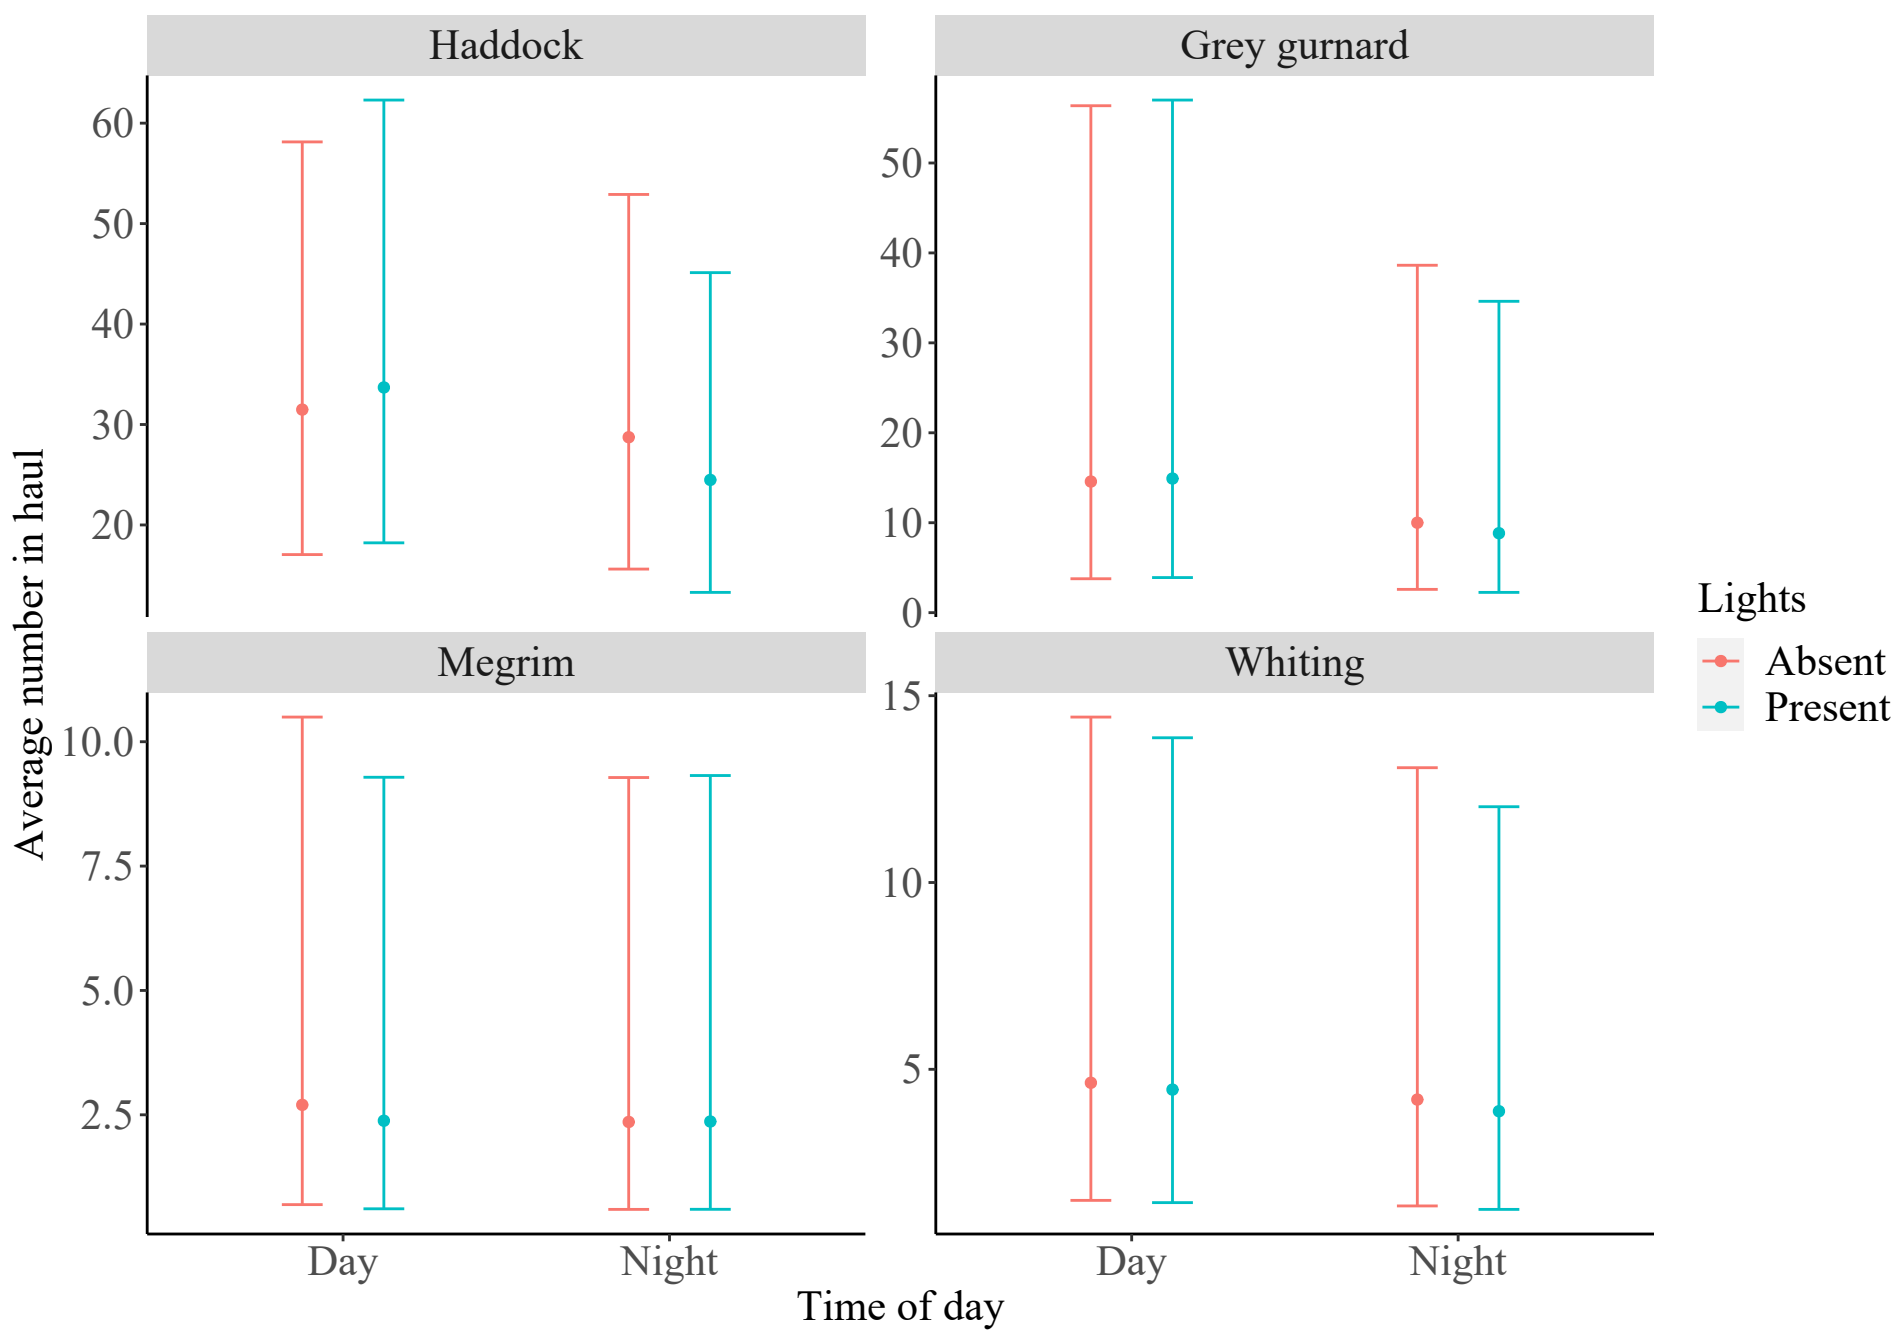 Haddock
Grey gurnard
60
50
40
30
20
50
40
30
20
10
0
Megrim
Whiting
10.0
7.5
5.0
2.5
15
10
5
Day
Night
Day
Night
Time of day
Average number in haul
Lights
Absent
Present